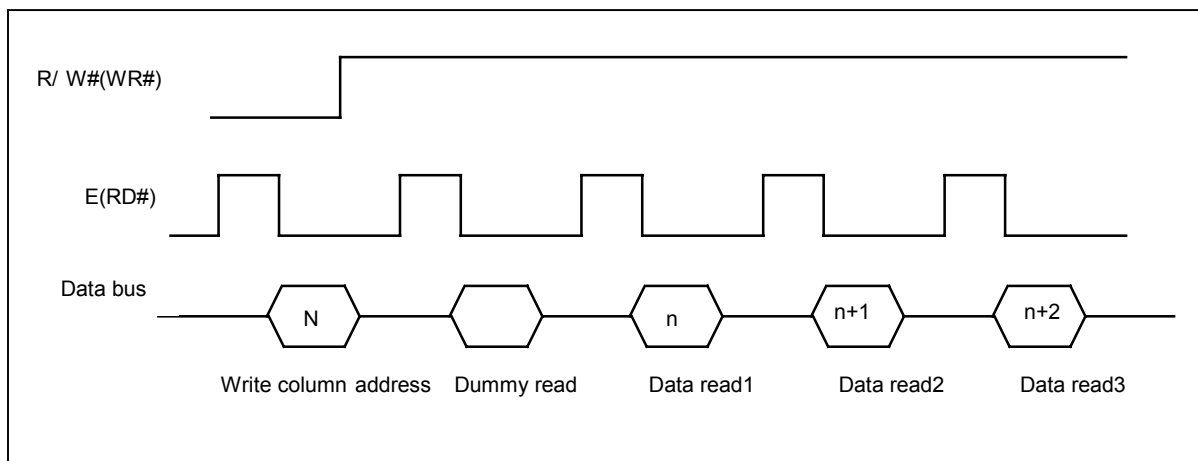 R/ W#(WR#)
E(RD#)
Data bus
N
n
n+1
n+2
Write column address
Dummy read
Data read1
Data read2
Data read3